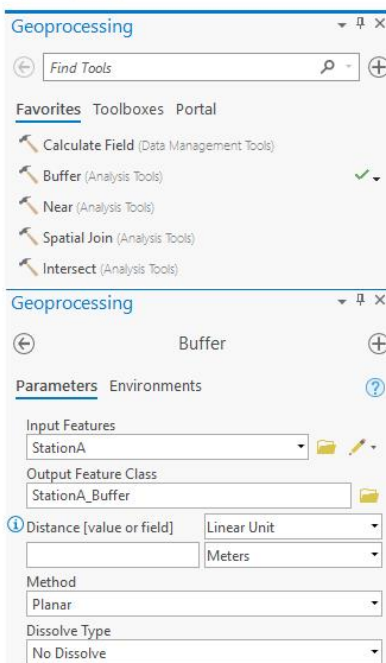 Geoprocessing
Find Tools
Favorites Toolboxes Portal
Calculate Field (Data Management Tools)
Buffer (Analysis Tools)
Near (Analysis Tools)
Spatial Join (Analysis Tools)
Intersect (Analysis Tools)
Geoprocessing
Buffer
Parameters Environments
Input Features
StationA
Output Feature Class
StationA_Buffer
Distance [value or field] Linear Unit
Meters
Method
Planar
Dissolve Type
No Dissolve